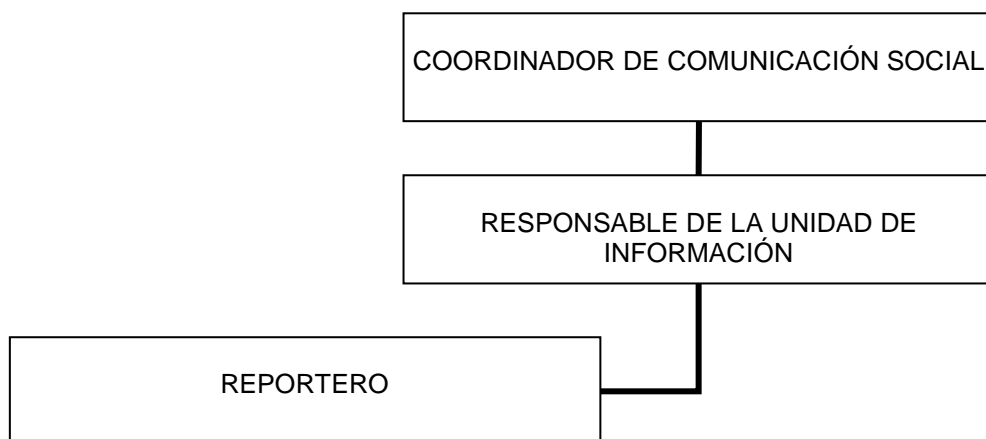 COORDINADOR DE COMUNICACIÓN SOCIAL
RESPONSABLE DE LA UNIDAD DE
INFORMACIÓN
REPORTERO